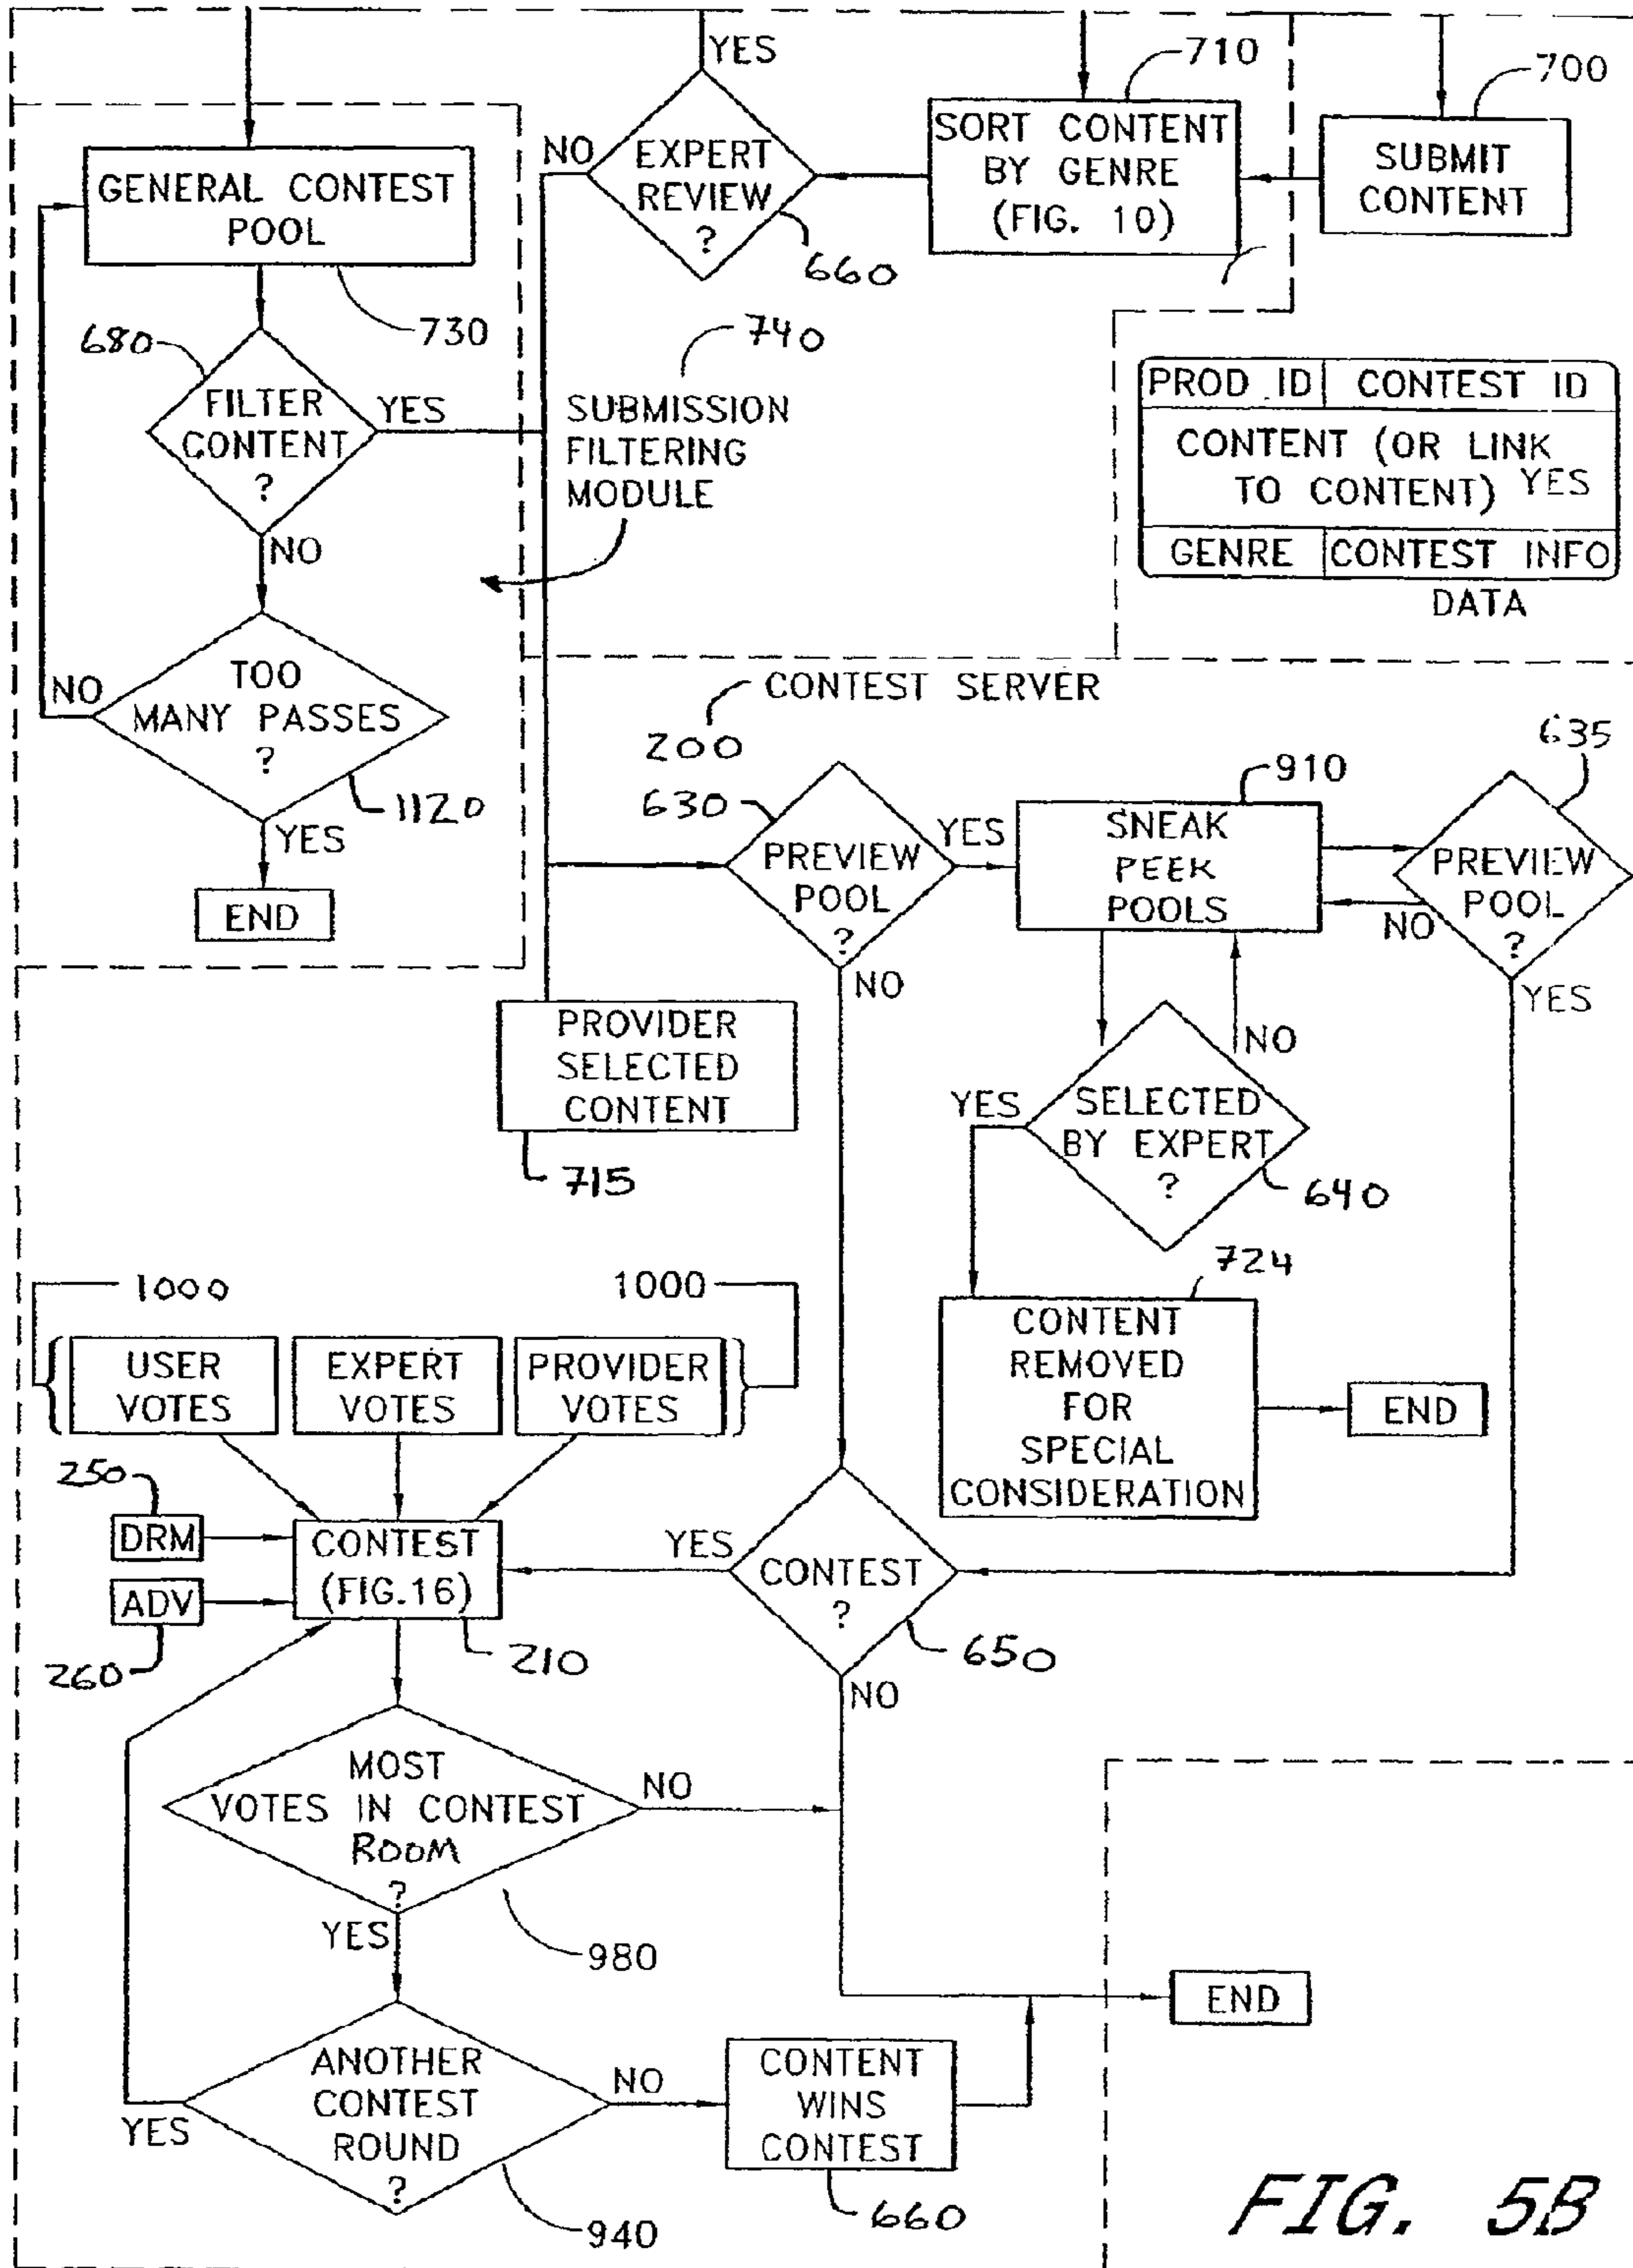 YES
710
700
NO
EXPERT
REVIEW
?
660
SORT CONTENT
BY GENRE
(FIG. 10)
SUBMIT
CONTENT
GENERAL CONTEST
POOL
730
680
FILTER
CONTENT
?
YES
NO
740
SUBMISSION
FILTERING
MODULE
PROD ID CONTEST ID
CONTENT (OR LINK
TO CONTENT) YES
GENRE CONTEST INFO
DATA
NO
TOO
MANY PASSES
?
1120
YES
END
CONTEST SERVER
200
630
PREVIEW
POOL
?
YES
NO
910
SNEAK
PEEK
POOLS
635
PREVIEW
POOL
?
NO
YES
PROVIDER
SELECTED
CONTENT
715
YES
SELECTED
BY EXPERT
?
NO
640
724
CONTENT
REMOVED
FOR
SPECIAL
CONSIDERATION
END
1000
1000
USER
VOTES
EXPERT
VOTES
PROVIDER
VOTES
250
DRM
ADV
260
CONTEST
(FIG.16)
210
YES
CONTEST
?
650
NO
MOST
VOTES IN CONTEST
ROOM
?
NO
YES
980
END
ANOTHER
CONTEST
ROUND
?
YES
NO
940
CONTENT
WINS
CONTEST
660
FIG. 5B